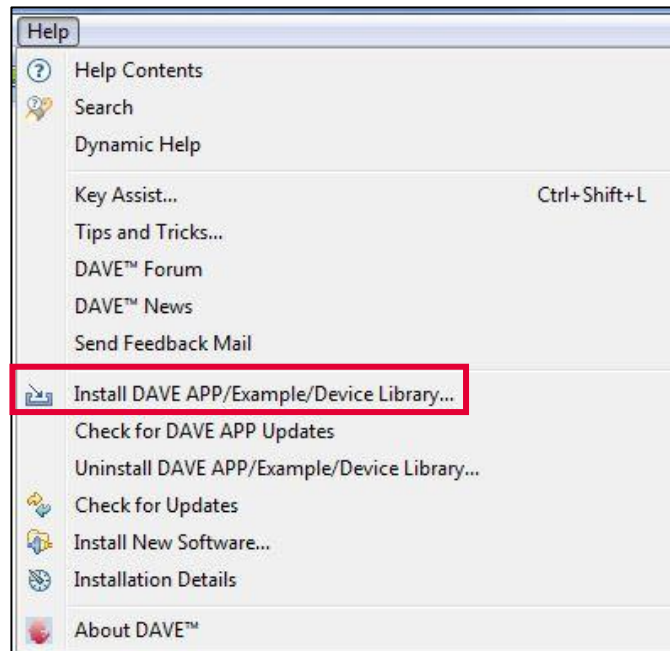 Help
Help Contents
Search
Dynamic Help
Key Assist... Ctrl+Shift+L
Tips and Tricks...
DAVE™ Forum
DAVE™ News
Send Feedback Mail
Install DAVE APP/Example/Device Library...
Check for DAVE APP Updates
Uninstall DAVE APP/Example/Device Library...
Check for Updates
Install New Software...
Installation Details
About DAVE™